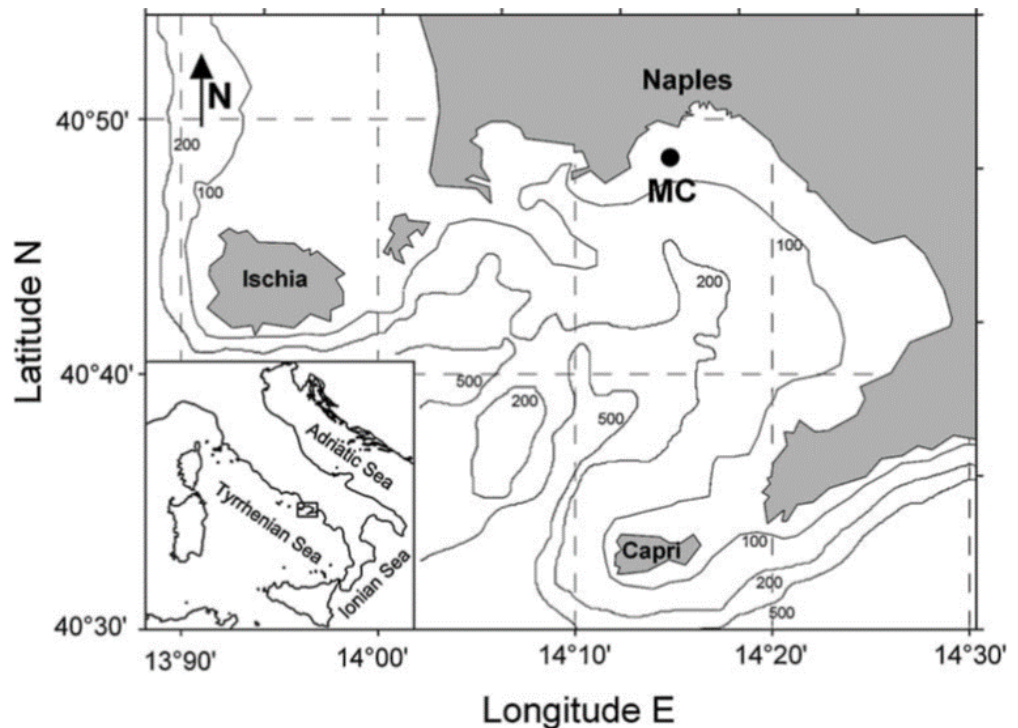 Naples
N
40°50'
200
MC
100
100
Ischia
200
Latitude N
40°40'
500
200
500
Adriatic Sea
Tyrrhenian Sea
Ionian Sea
Capri
100
200
500
40°30'
13°90'
14°00'
14°10'
14°20'
14°30'
Longitude E